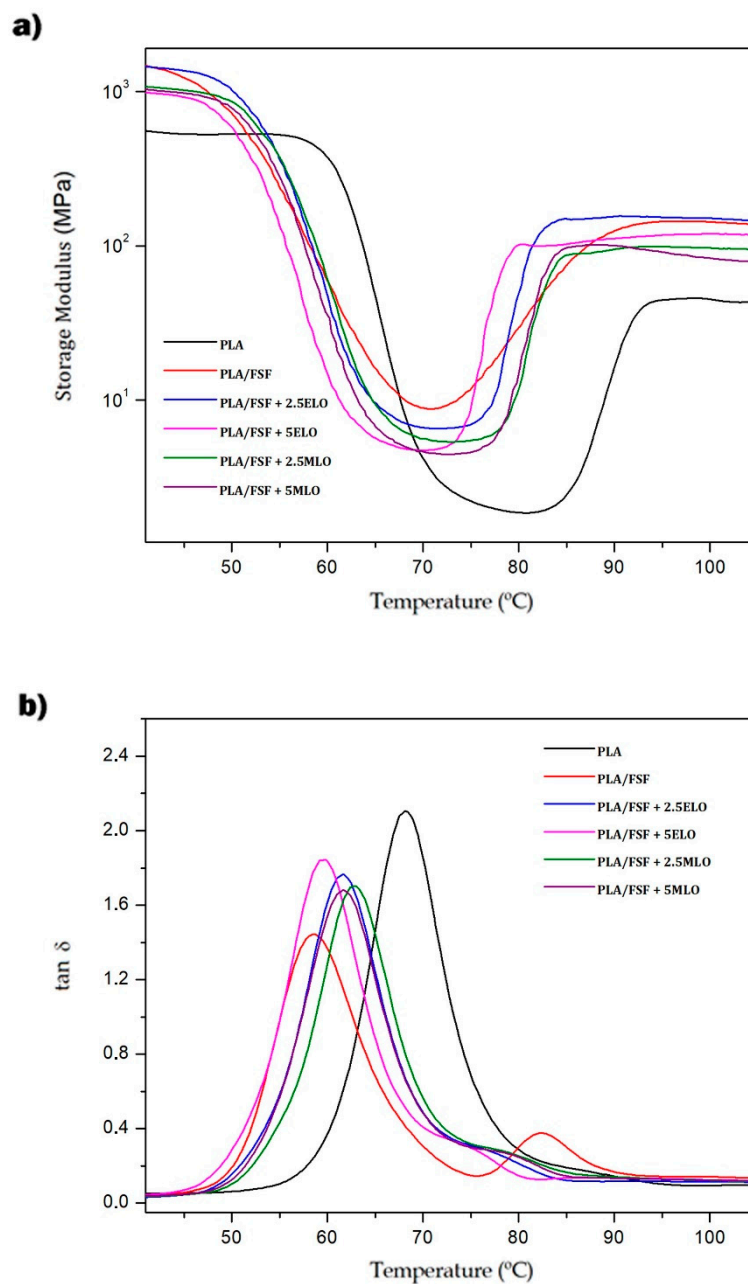 a)
Storage Modulus (MPa)
10³
10²
10¹
PLA
PLA/FSF
PLA/FSF + 2.5ELO
PLA/FSF + 5ELO
PLA/FSF + 2.5MLO
PLA/FSF + 5MLO
50 60 70 80 90 100
Temperature (ºC)
b)
tan δ
2.4
2.0
1.6
1.2
0.8
0.4
0.0
PLA
PLA/FSF
PLA/FSF + 2.5ELO
PLA/FSF + 5ELO
PLA/FSF + 2.5MLO
PLA/FSF + 5MLO
50 60 70 80 90 100
Temperature (ºC)